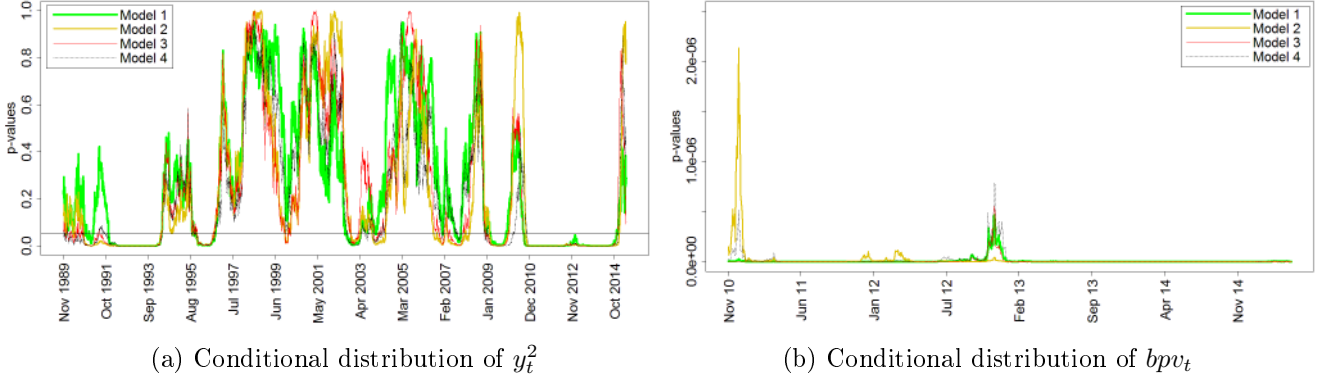 Model 1
Model 2
Model 3
Model 4
p-values
0.0 0.2 0.4 0.6 0.8 1.0
Nov 1989 Oct 1991 Sep 1993 Aug 1995 Jul 1997 Jun 1999 May 2001 Apr 2003 Mar 2005 Feb 2007 Jan 2009 Dec 2010 Nov 2012 Oct 2014
(a) Conditional distribution of $y_t^2$
Model 1
Model 2
Model 3
Model 4
p-values
0.0e+00 1.0e-06 2.0e-06
Nov 10 Jun 11 Jan 12 Jul 12 Feb 13 Sep 13 Apr 14 Nov 14
(b) Conditional distribution of $bpv_t$